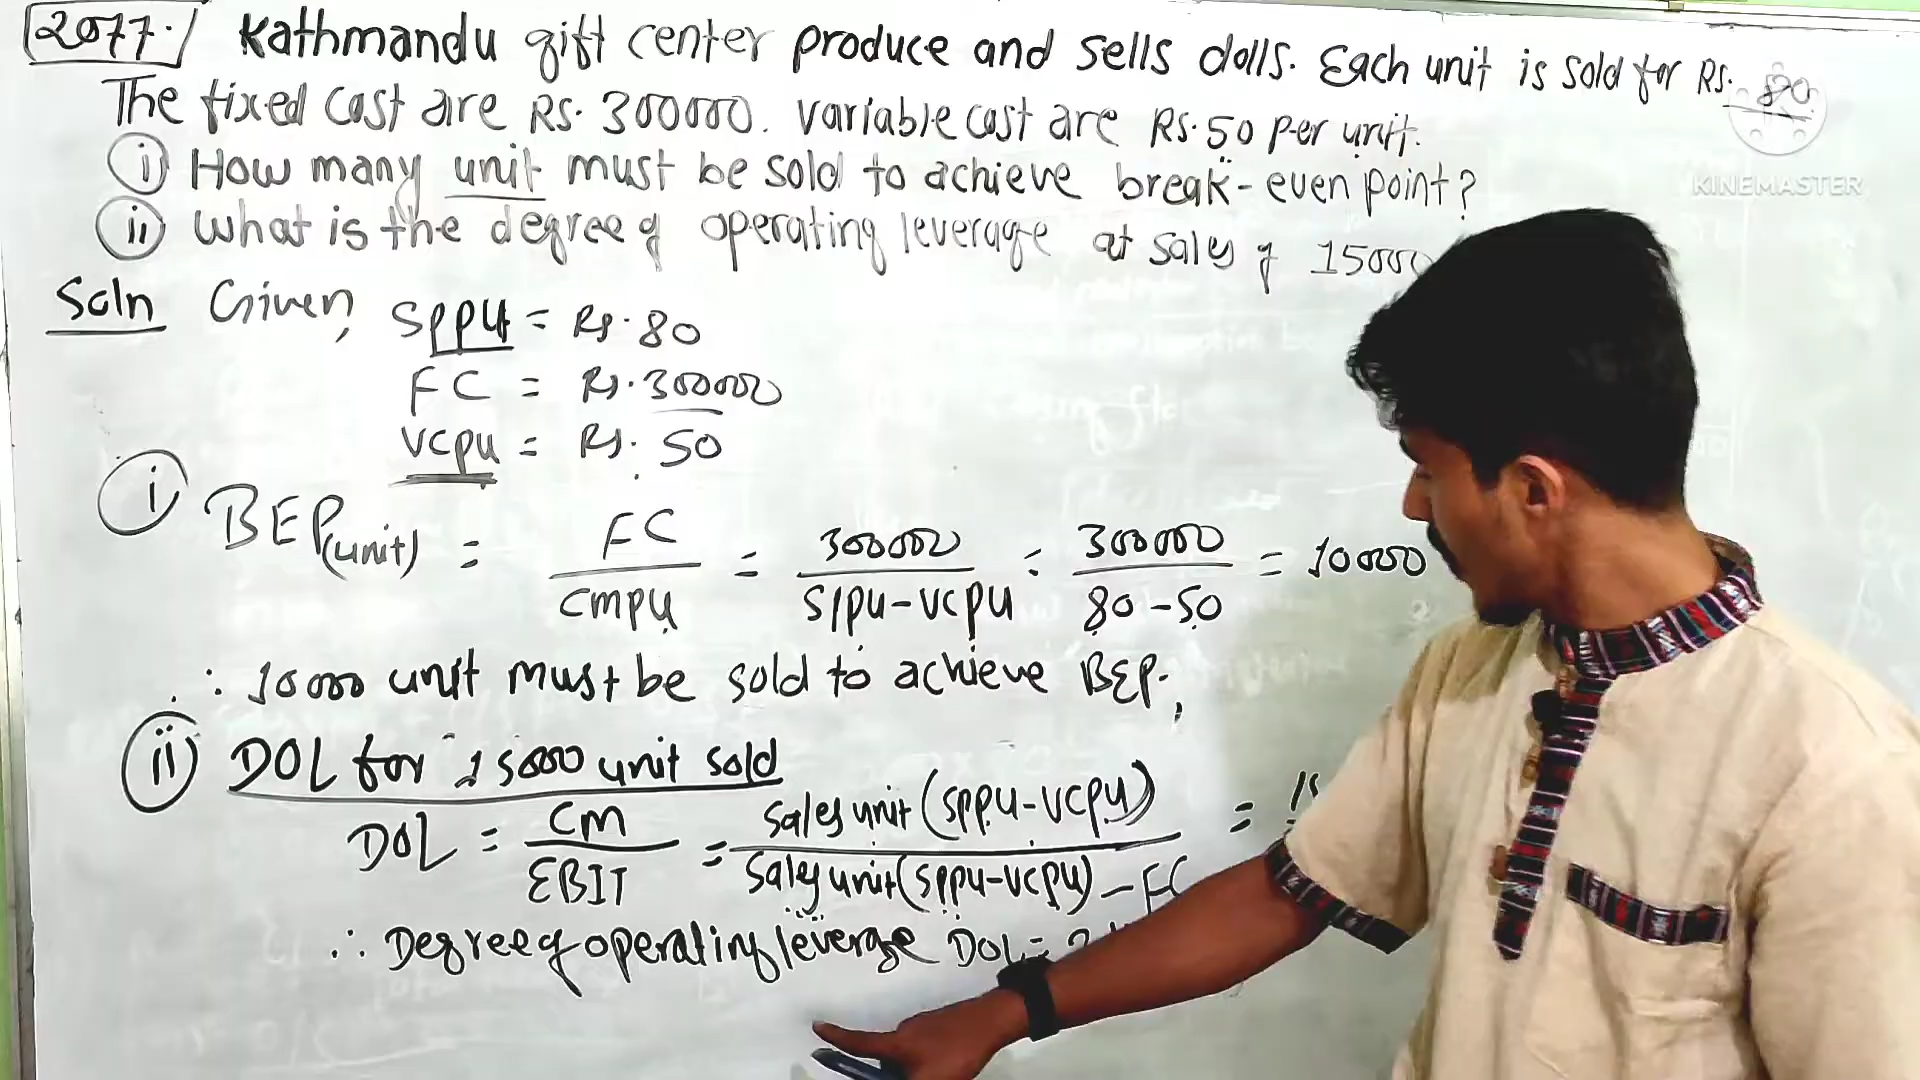 2077. Kathmandu gift center produce and sells dolls. Each unit is sold for Rs. 80
The fixed cost are Rs. 300000. variable cost are Rs. 50 per unit.
(i) How many unit must be sold to achieve break-even point?
(ii) what is the degree of operating leverage at sales of 15000
KINEMASTER
Soln Given, SPPU = Rs. 80
FC = Rs. 300000
VCPU = Rs. 50
(i) BEP(unit) = FC / CMPU = 300000 / S/PU-VCPU = 300000 / 80-50 = 10000
∴ 10000 unit must be sold to achieve BEP.
(ii) DOL for 15000 unit sold
DOL = CM / EBIT = Sales unit (SPPU-VCPU) / Sales unit (SPPU-VCPU) - FC =
∴ Degree of operating leverage DOL =